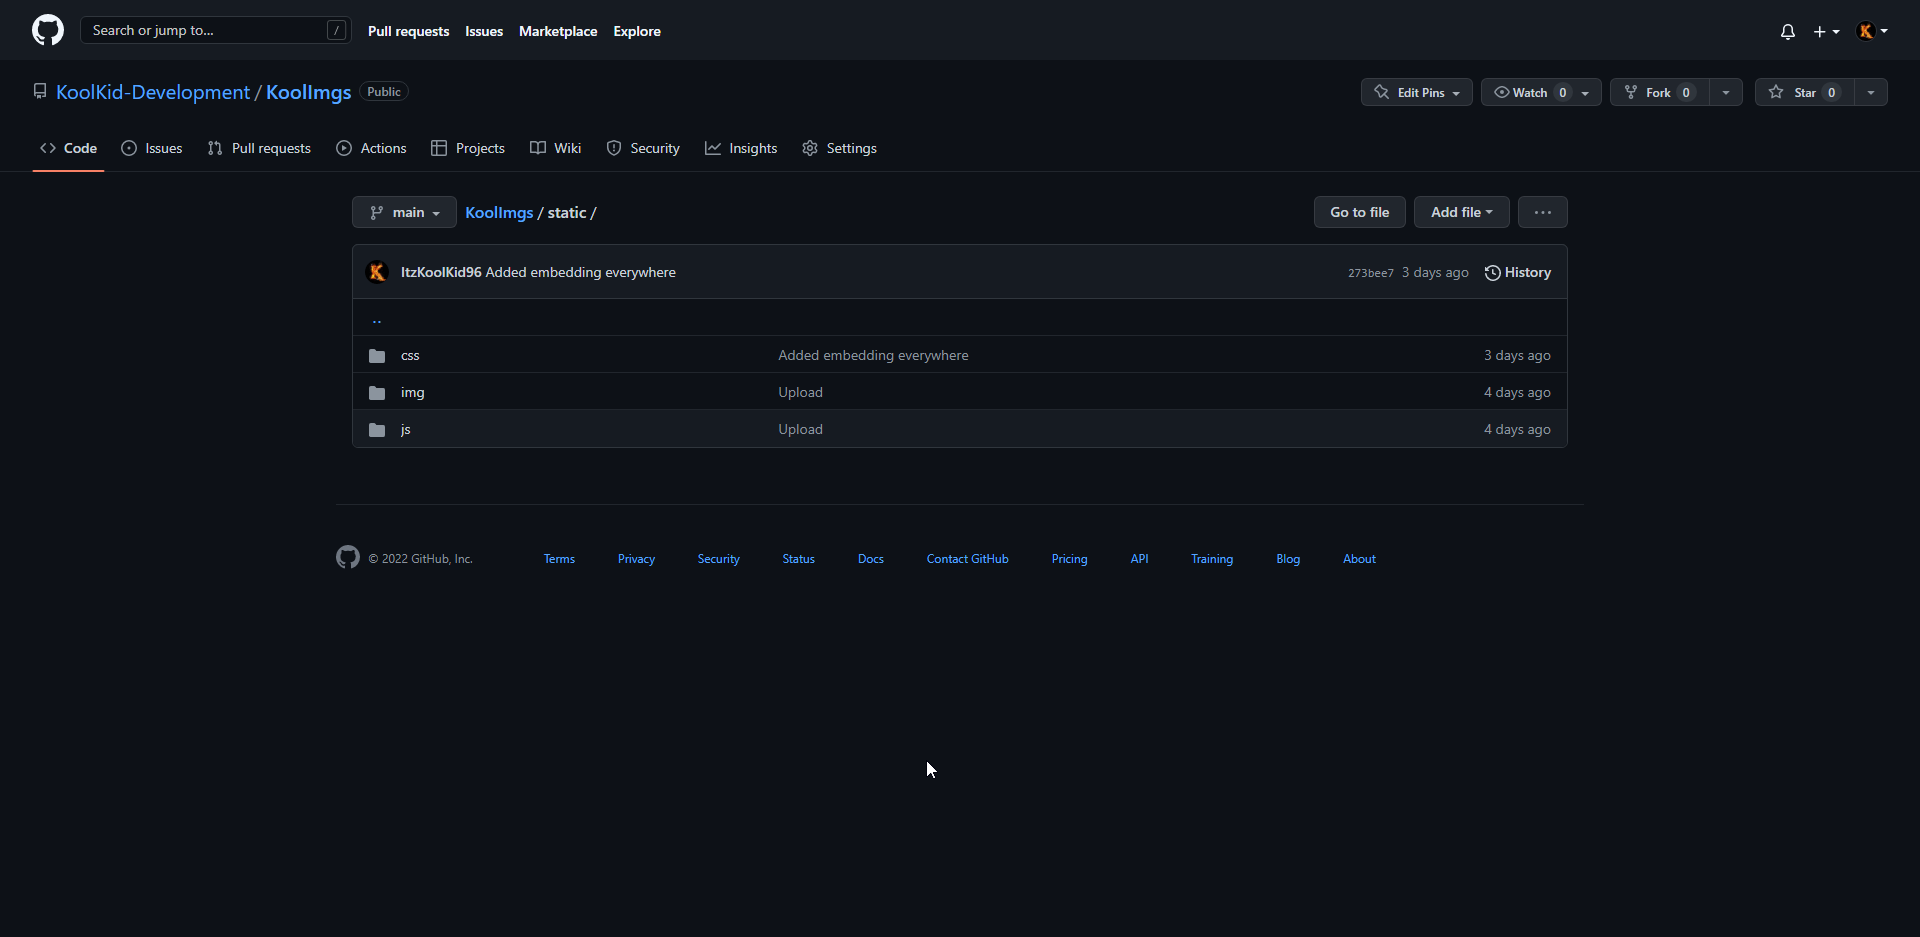 Search or jump to... / Pull requests Issues Marketplace Explore
KoolKid-Development / KoolImgs Public Edit Pins Watch 0 Fork 0 Star 0
Code Issues Pull requests Actions Projects Wiki Security Insights Settings
main KoolImgs / static / Go to file Add file ...
ItzKoolKid96 Added embedding everywhere 273bee7 3 days ago History
..
css Added embedding everywhere 3 days ago
img Upload 4 days ago
js Upload 4 days ago
© 2022 GitHub, Inc. Terms Privacy Security Status Docs Contact GitHub Pricing API Training Blog About